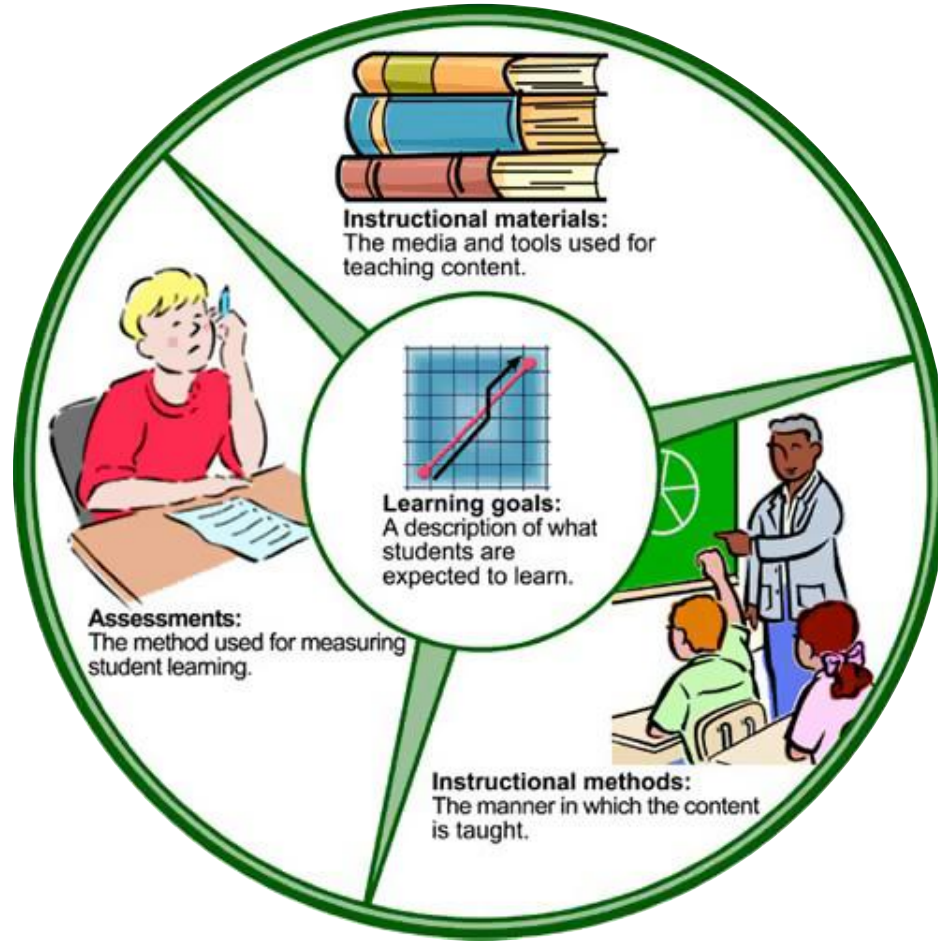 Instructional materials:
The media and tools used for
teaching content.
Learning goals:
A description of what
students are
expected to learn.
Assessments:
The method used for measuring
student learning.
Instructional methods:
The manner in which the content
is taught.